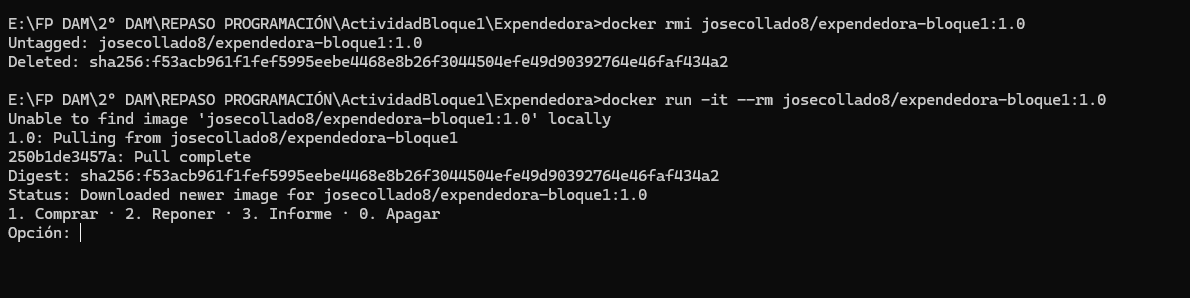 E:\FP DAM\2° DAM\REPASO PROGRAMACIÓN\ActividadBloque1\Expendedora>docker rmi josecollado8/expendedora-bloque1:1.0
Untagged: josecollado8/expendedora-bloque1:1.0
Deleted: sha256:f53acb961f1fef5995eebe4468e8b26f3044504efe49d90392764e46faf434a2
E:\FP DAM\2° DAM\REPASO PROGRAMACIÓN\ActividadBloque1\Expendedora>docker run -it --rm josecollado8/expendedora-bloque1:1.0
Unable to find image 'josecollado8/expendedora-bloque1:1.0' locally
1.0: Pulling from josecollado8/expendedora-bloque1
250b1de3457a: Pull complete
Digest: sha256:f53acb961f1fef5995eebe4468e8b26f3044504efe49d90392764e46faf434a2
Status: Downloaded newer image for josecollado8/expendedora-bloque1:1.0
1. Comprar · 2. Reponer · 3. Informe · 0. Apagar
Opción: